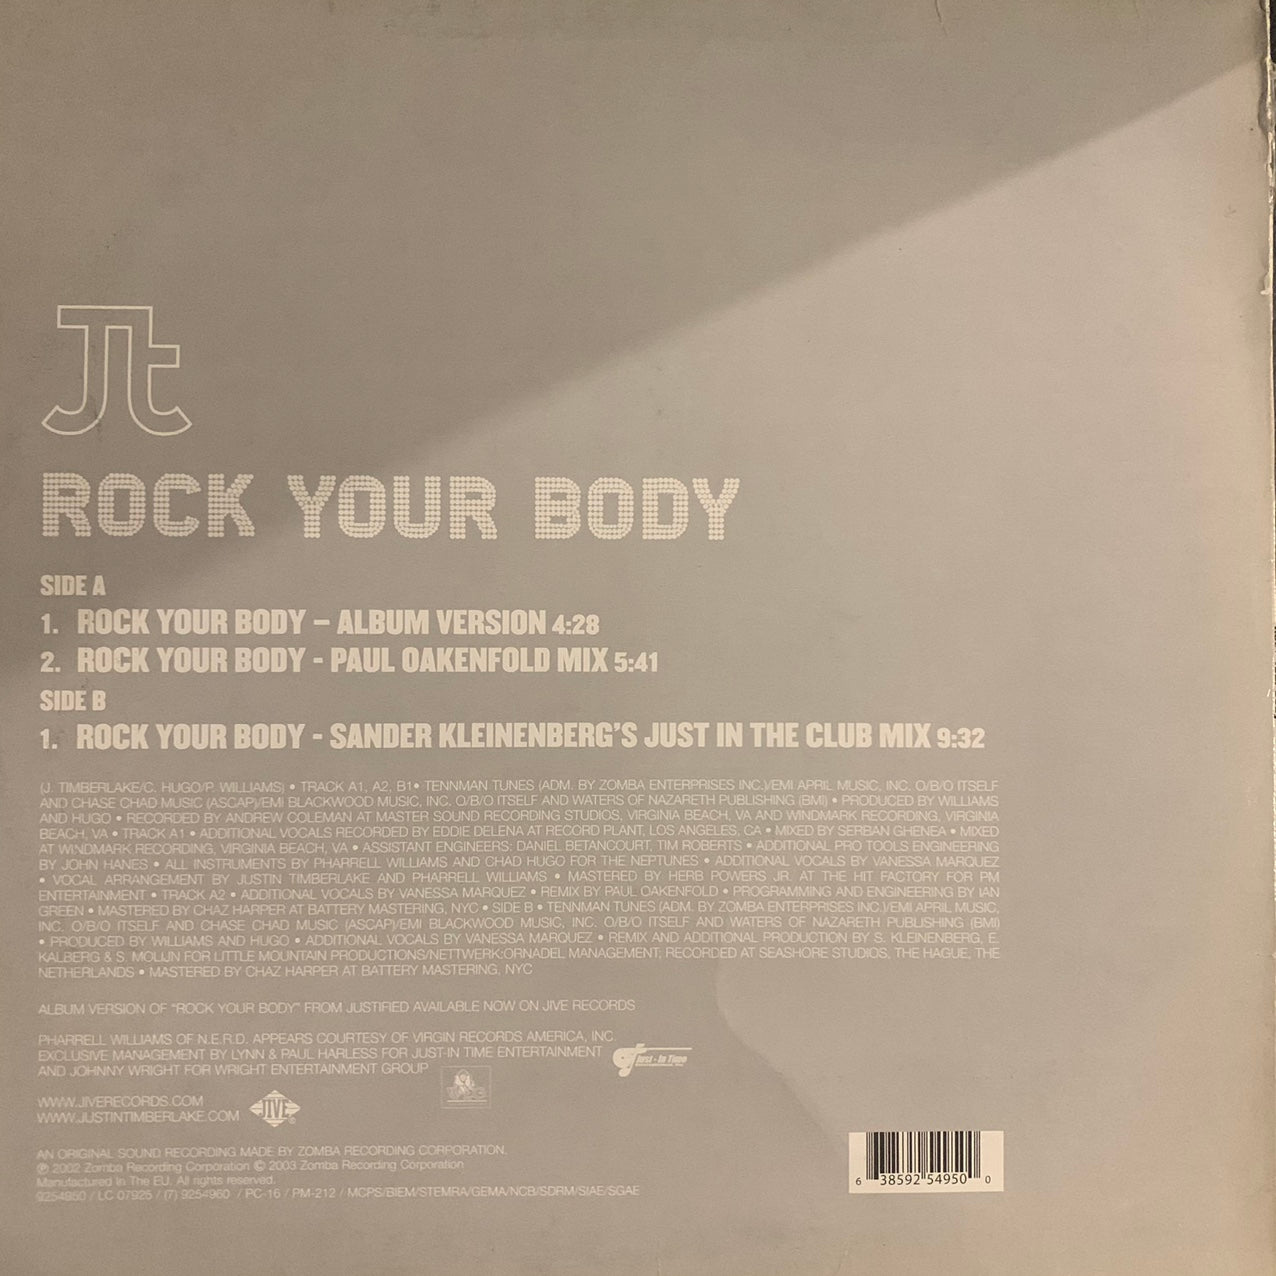 Jt
ROCK YOUR BODY
SIDE A
1. ROCK YOUR BODY – ALBUM VERSION 4:28
2. ROCK YOUR BODY - PAUL OAKENFOLD MIX 5:41
SIDE B
1. ROCK YOUR BODY - SANDER KLEINENBERG'S JUST IN THE CLUB MIX 9:32
(J. TIMBERLAKE/C. HUGO/P. WILLIAMS) • TRACK A1, A2, B1• TENNMAN TUNES (ADM. BY ZOMBA ENTERPRISES INC.)/EMI APRIL MUSIC, INC. O/B/O ITSELF
AND CHASE CHAD MUSIC (ASCAP)/EMI BLACKWOOD MUSIC, INC. O/B/O ITSELF AND WATERS OF NAZARETH PUBLISHING (BMI) • PRODUCED BY WILLIAMS
AND HUGO • RECORDED BY ANDREW COLEMAN AT MASTER SOUND RECORDING STUDIOS, VIRGINIA BEACH, VA AND WINDMARK RECORDING, VIRGINIA
BEACH, VA • TRACK A1 • ADDITIONAL VOCALS RECORDED BY EDDIE DELENA AT RECORD PLANT, LOS ANGELES, CA • MIXED BY SERBAN GHENEA • MIXED
AT WINDMARK RECORDING, VIRGINIA BEACH, VA • ASSISTANT ENGINEERS: DANIEL BETANCOURT, TIM ROBERTS • ADDITIONAL PRO TOOLS ENGINEERING
BY JOHN HANES • ALL INSTRUMENTS BY PHARRELL WILLIAMS AND CHAD HUGO FOR THE NEPTUNES • ADDITIONAL VOCALS BY VANESSA MARQUEZ
• VOCAL ARRANGEMENT BY JUSTIN TIMBERLAKE AND PHARRELL WILLIAMS • MASTERED BY HERB POWERS JR. AT THE HIT FACTORY FOR PM
ENTERTAINMENT • TRACK A2 • ADDITIONAL VOCALS BY VANESSA MARQUEZ • REMIX BY PAUL OAKENFOLD • PROGRAMMING AND ENGINEERING BY IAN
GREEN • MASTERED BY CHAZ HARPER AT BATTERY MASTERING, NYC • SIDE B • TENNMAN TUNES (ADM. BY ZOMBA ENTERPRISES INC.)/EMI APRIL MUSIC,
INC. O/B/O ITSELF AND CHASE CHAD MUSIC (ASCAP)/EMI BLACKWOOD MUSIC, INC. O/B/O ITSELF AND WATERS OF NAZARETH PUBLISHING (BMI)
• PRODUCED BY WILLIAMS AND HUGO • ADDITIONAL VOCALS BY VANESSA MARQUEZ • REMIX AND ADDITIONAL PRODUCTION BY S. KLEINENBERG, E.
KALBERG & S. MOLIJN FOR LITTLE MOUNTAIN PRODUCTIONS/NETTWERK:ORNADEL MANAGEMENT; RECORDED AT SEASHORE STUDIOS, THE HAGUE, THE
NETHERLANDS • MASTERED BY CHAZ HARPER AT BATTERY MASTERING, NYC
ALBUM VERSION OF "ROCK YOUR BODY" FROM JUSTIFIED AVAILABLE NOW ON JIVE RECORDS
PHARRELL WILLIAMS OF N.E.R.D. APPEARS COURTESY OF VIRGIN RECORDS AMERICA, INC.
EXCLUSIVE MANAGEMENT BY LYNN & PAUL HARLESS FOR JUST-IN TIME ENTERTAINMENT
Just - In Time
AND JOHNNY WRIGHT FOR WRIGHT ENTERTAINMENT GROUP
WWW.JIVERECORDS.COM
WWW.JUSTINTIMBERLAKE.COM
JIVE
AN ORIGINAL SOUND RECORDING MADE BY ZOMBA RECORDING CORPORATION.
℗ 2002 Zomba Recording Corporation © 2003 Zomba Recording Corporation
Manufactured In The EU. All rights reserved.
9254950 / LC 07925 / (7) 9254960 / PC-16 / PM-212 / MCPS/BIEM/STEMRA/GEMA/NCB/SDRM/SIAE/SGAE
6 38592 54950 0